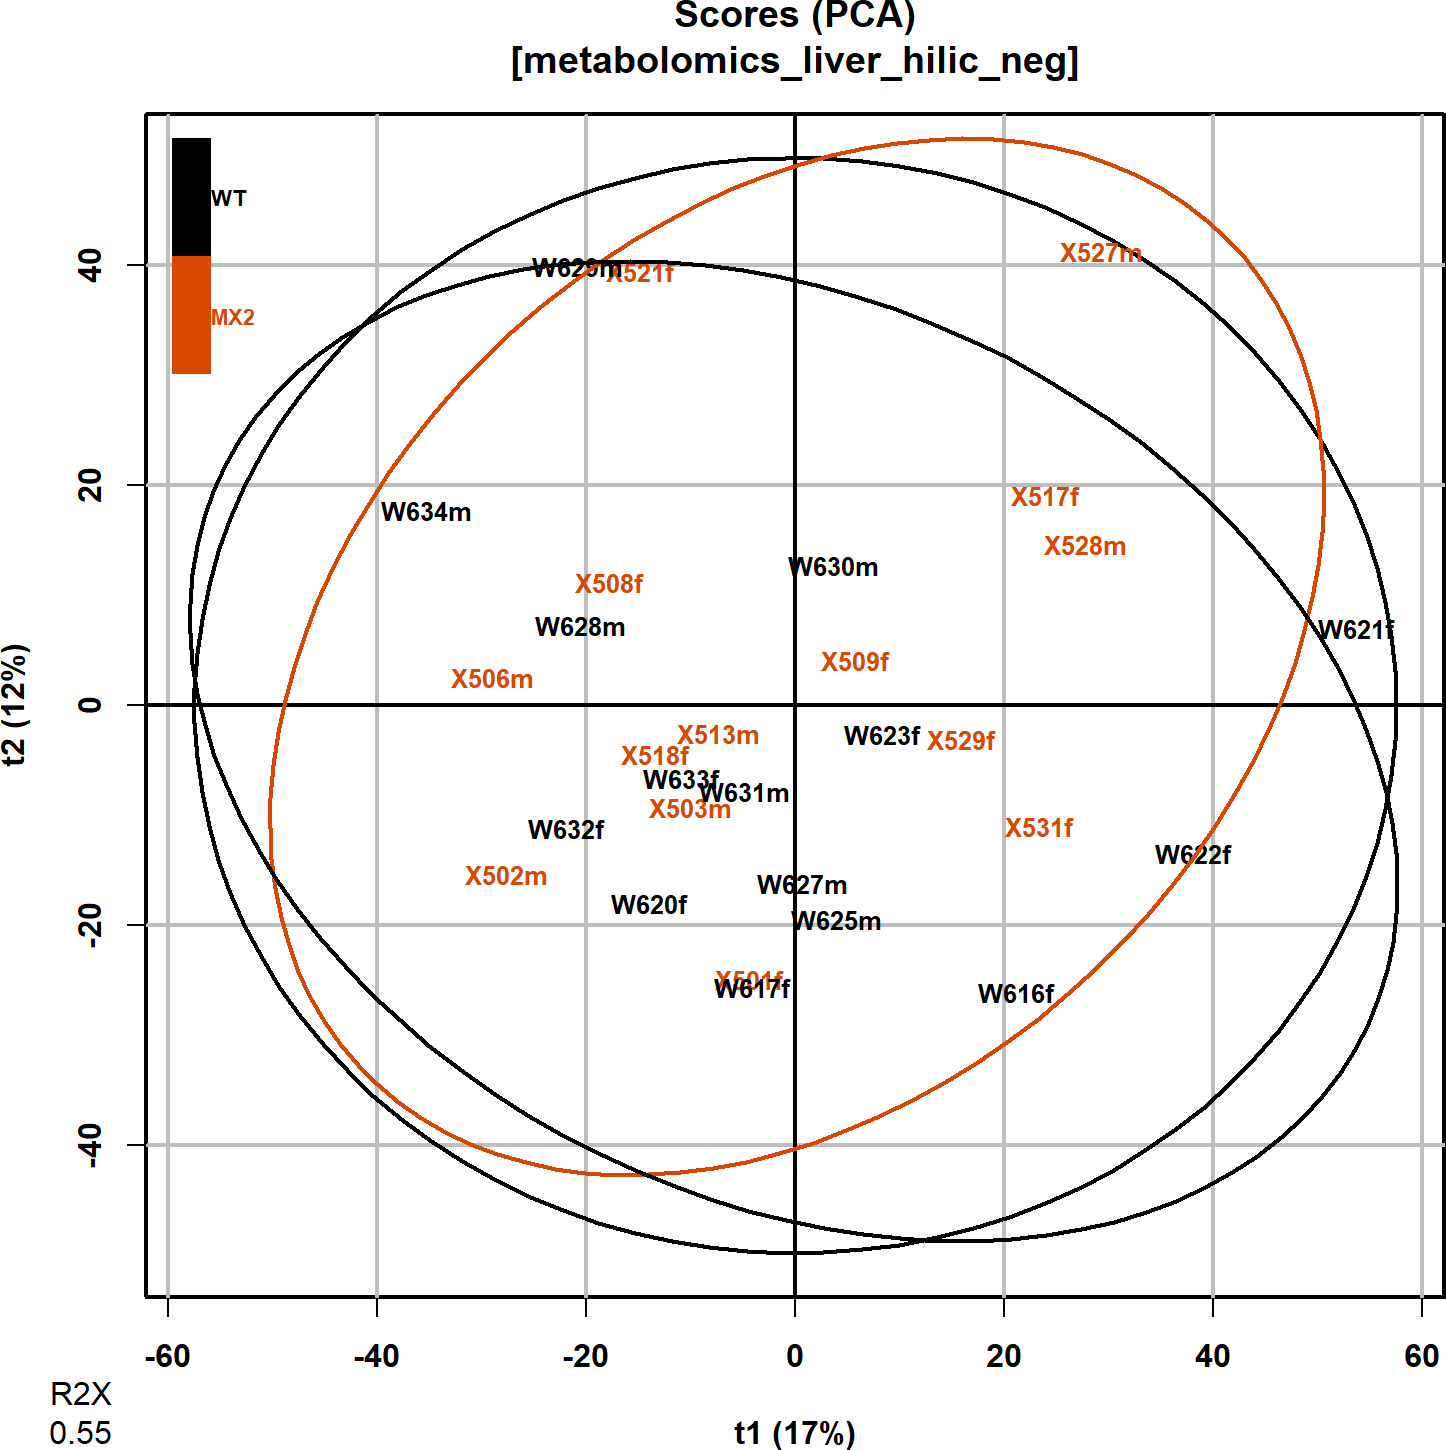 Scores (PCA)
[metabolomics_liver_hilic_neg]
WT
MX2
W629m
X521f
X527m
W634m
X517f
X528m
W630m
X508f
W628m
W621f
X509f
X506m
X513m
W623f
X529f
X518f
W633f
W631m
X503m
W632f
X531f
W622f
X502m
W627m
W620f
W625m
X501f
W617f
W616f
40
20
0
-20
-40
t2 (12%)
-60
-40
-20
0
20
40
60
R2X
0.55
t1 (17%)